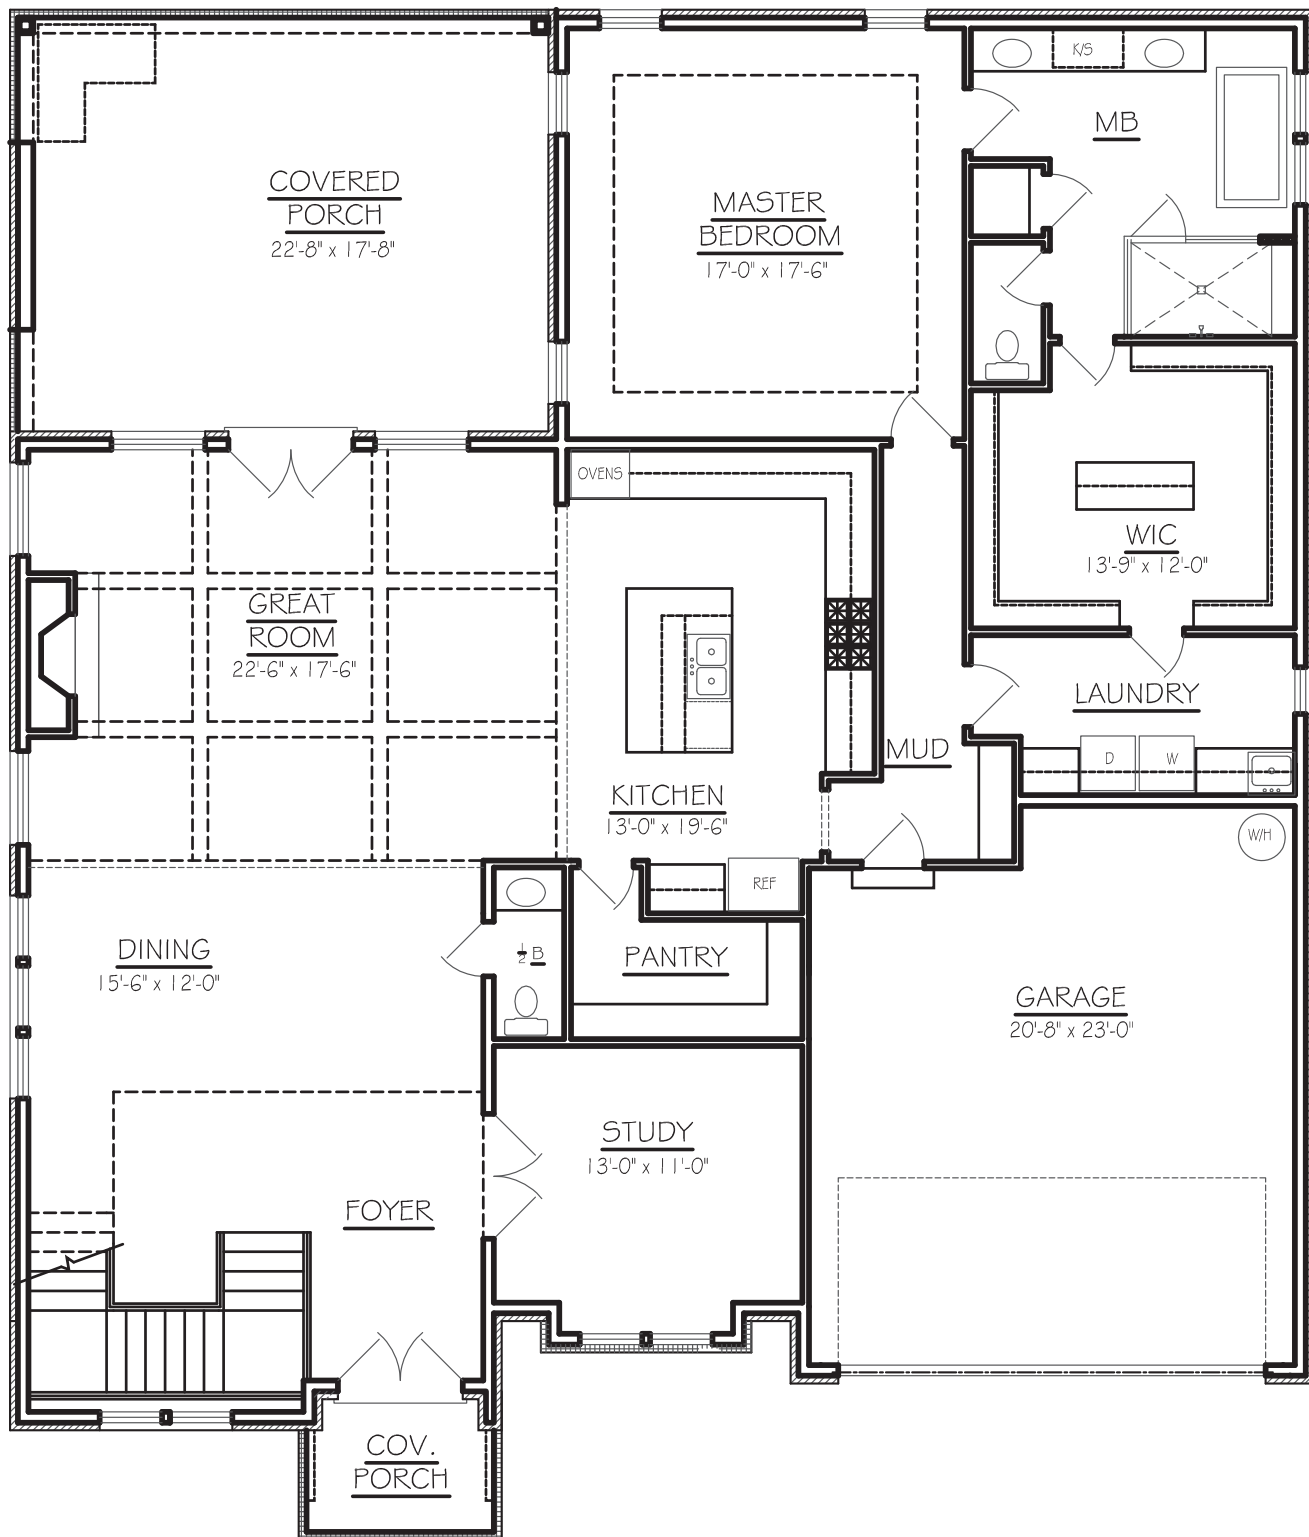 K/S
MB
COVERED
PORCH
22'-8" x 17'-8"
MASTER
BEDROOM
17'-0" x 17'-6"
OVENS
WIC
13'-9" x 12'-0"
GREAT
ROOM
22'-6" x 17'-6"
LAUNDRY
MUD
D
W
KITCHEN
13'-0" x 19'-6"
W/H
REF
DINING
15'-6" x 12'-0"
½ B
PANTRY
GARAGE
20'-8" x 23'-0"
STUDY
13'-0" x 11'-0"
FOYER
COV.
PORCH